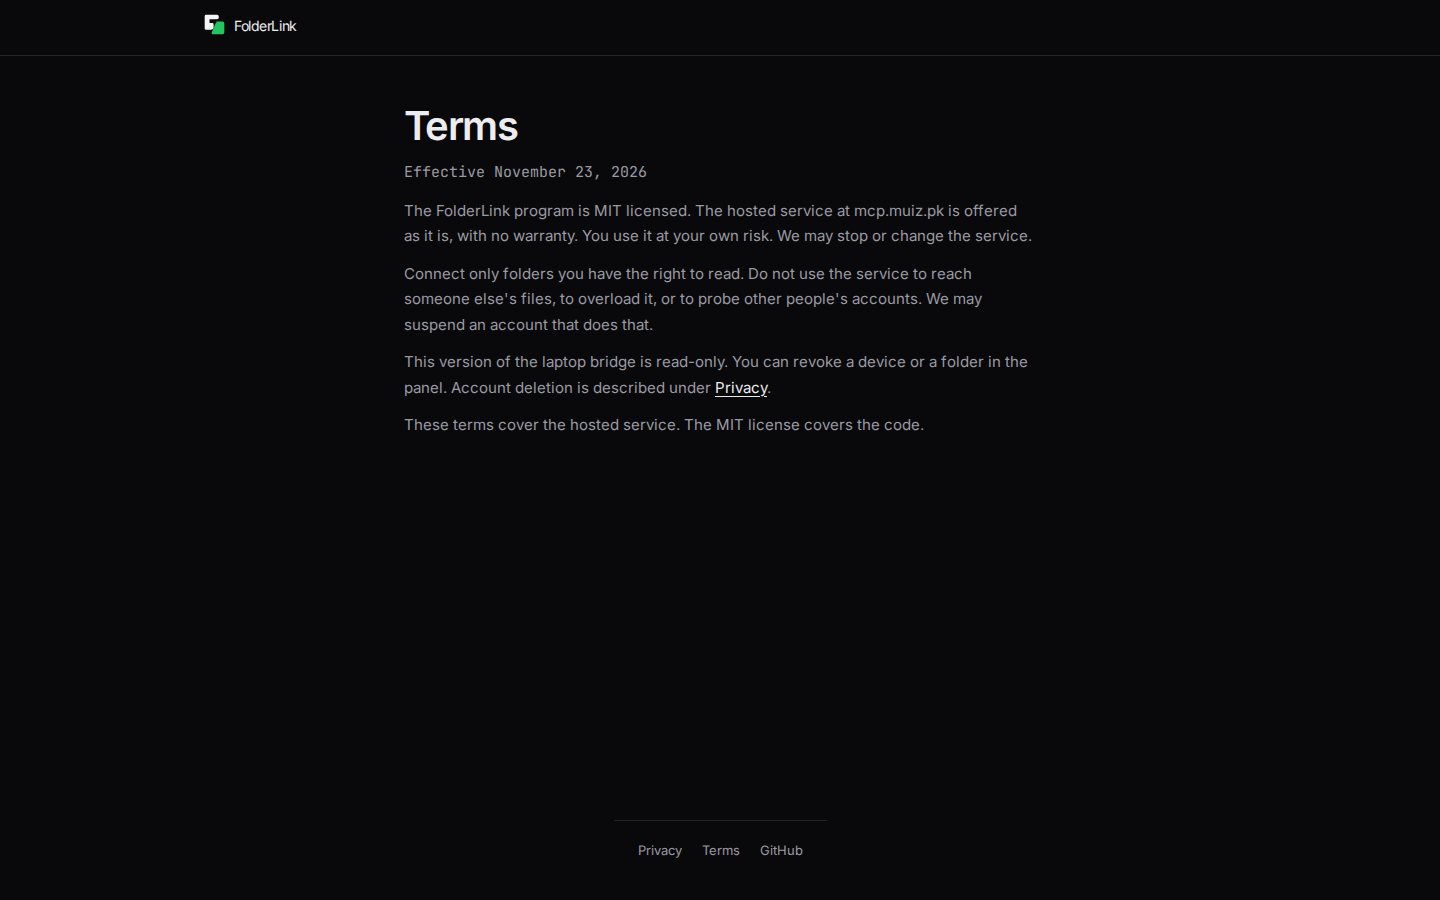 FolderLink
Terms
Effective November 23, 2026
The FolderLink program is MIT licensed. The hosted service at mcp.muiz.pk is offered
as it is, with no warranty. You use it at your own risk. We may stop or change the service.
Connect only folders you have the right to read. Do not use the service to reach
someone else's files, to overload it, or to probe other people's accounts. We may
suspend an account that does that.
This version of the laptop bridge is read-only. You can revoke a device or a folder in the
panel. Account deletion is described under Privacy.
These terms cover the hosted service. The MIT license covers the code.
Privacy Terms GitHub